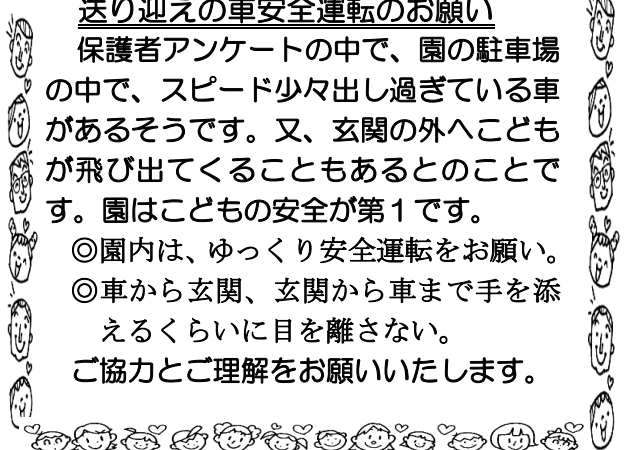 送り迎えの車安全運転のお願い
保護者アンケートの中で、園の駐車場
の中で、スピード少々出し過ぎている車
があるそうです。又、玄関の外へこども
が飛び出てくることもあるとのことで
す。園はこどもの安全が第１です。
◎園内は、ゆっくり安全運転をお願い。
◎車から玄関、玄関から車まで手を添
えるくらいに目を離さない。
ご協力とご理解をお願いいたします。